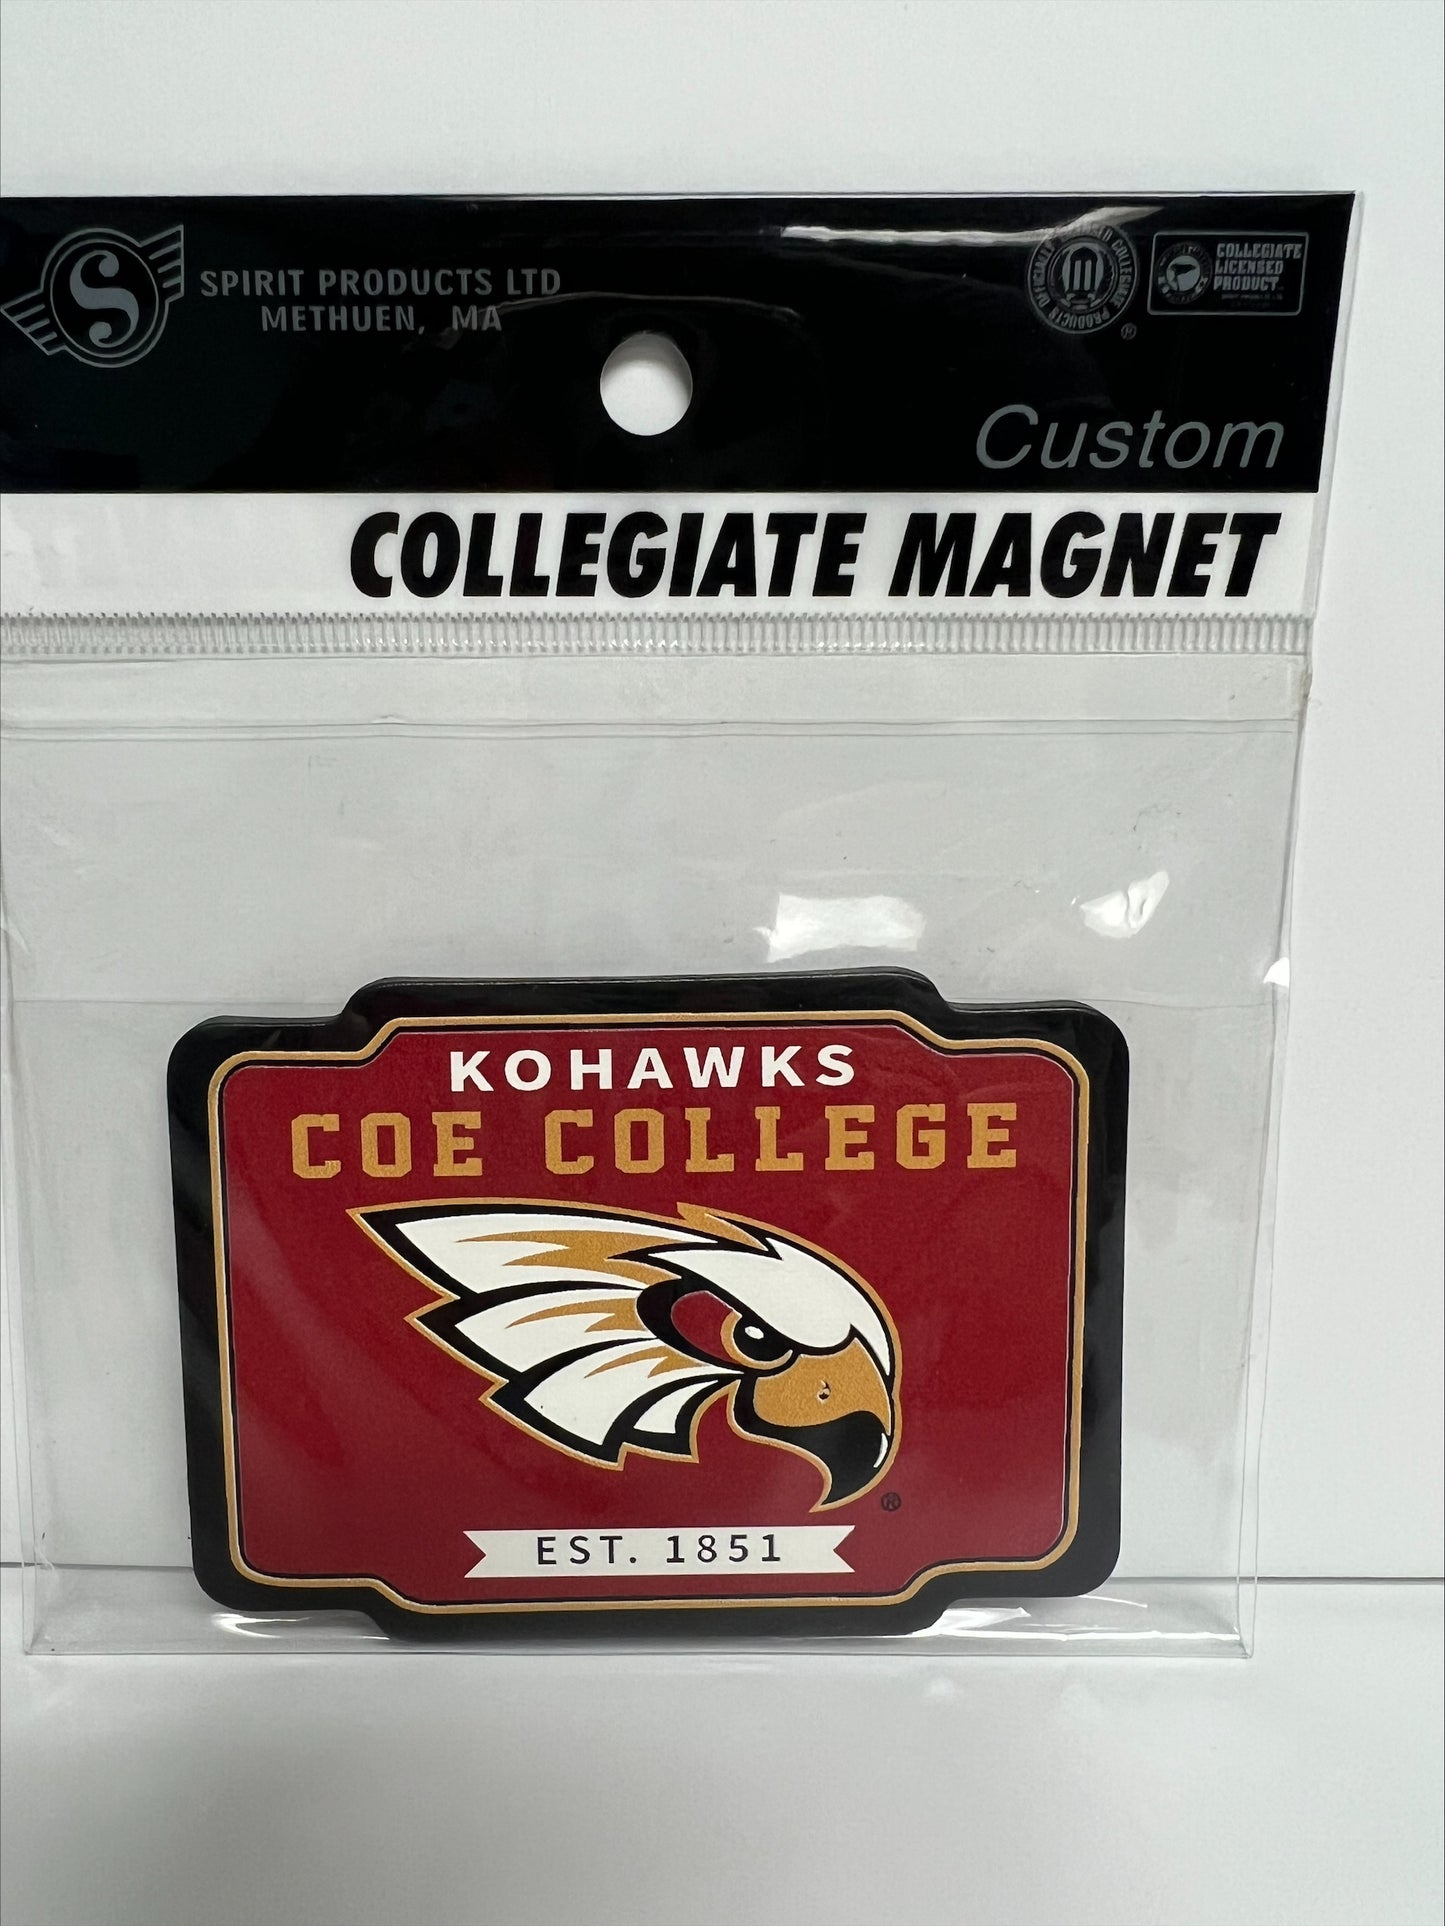 S
SPIRIT PRODUCTS LTD
METHUEN, MA
COLLEGIATE
LICENSED
PRODUCT
Custom
COLLEGIATE MAGNET
KOHAWKS
COE COLLEGE
®
EST. 1851